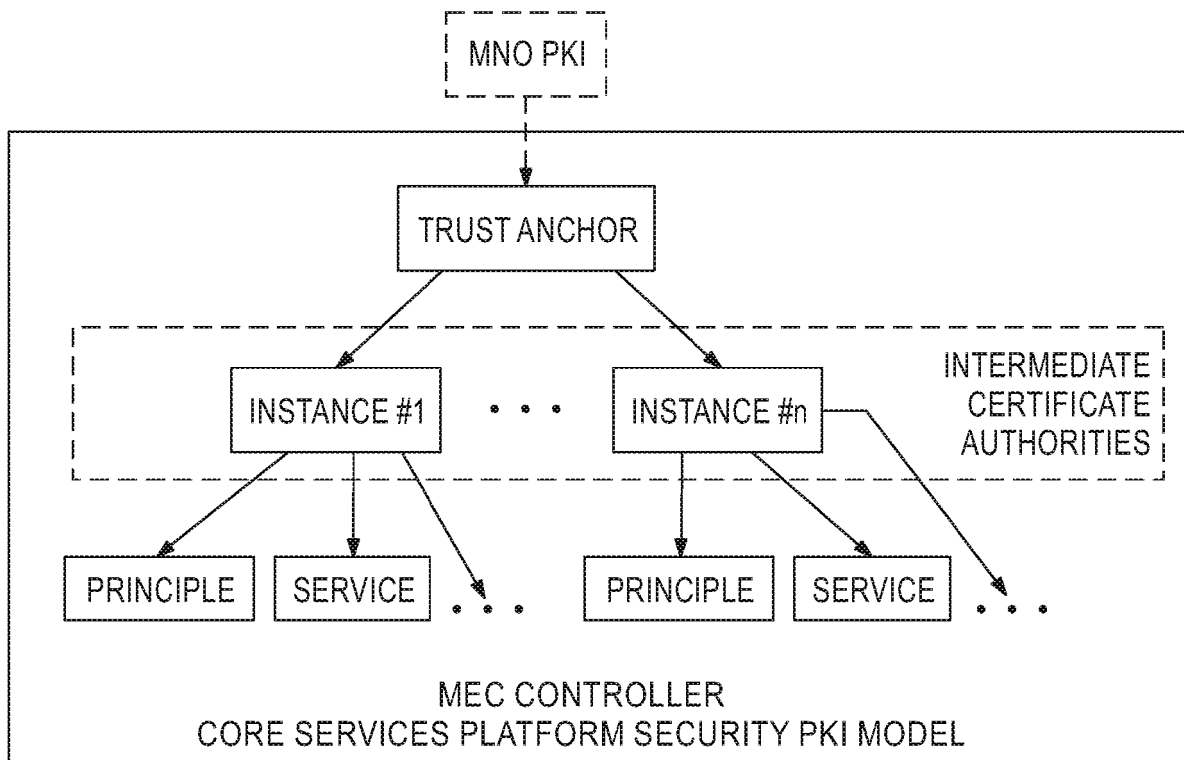 MNO PKI
TRUST ANCHOR
INTERMEDIATE
CERTIFICATE
AUTHORITIES
INSTANCE #1
. . .
INSTANCE #n
PRINCIPLE
SERVICE
. . .
PRINCIPLE
SERVICE
. . .
MEC CONTROLLER
CORE SERVICES PLATFORM SECURITY PKI MODEL